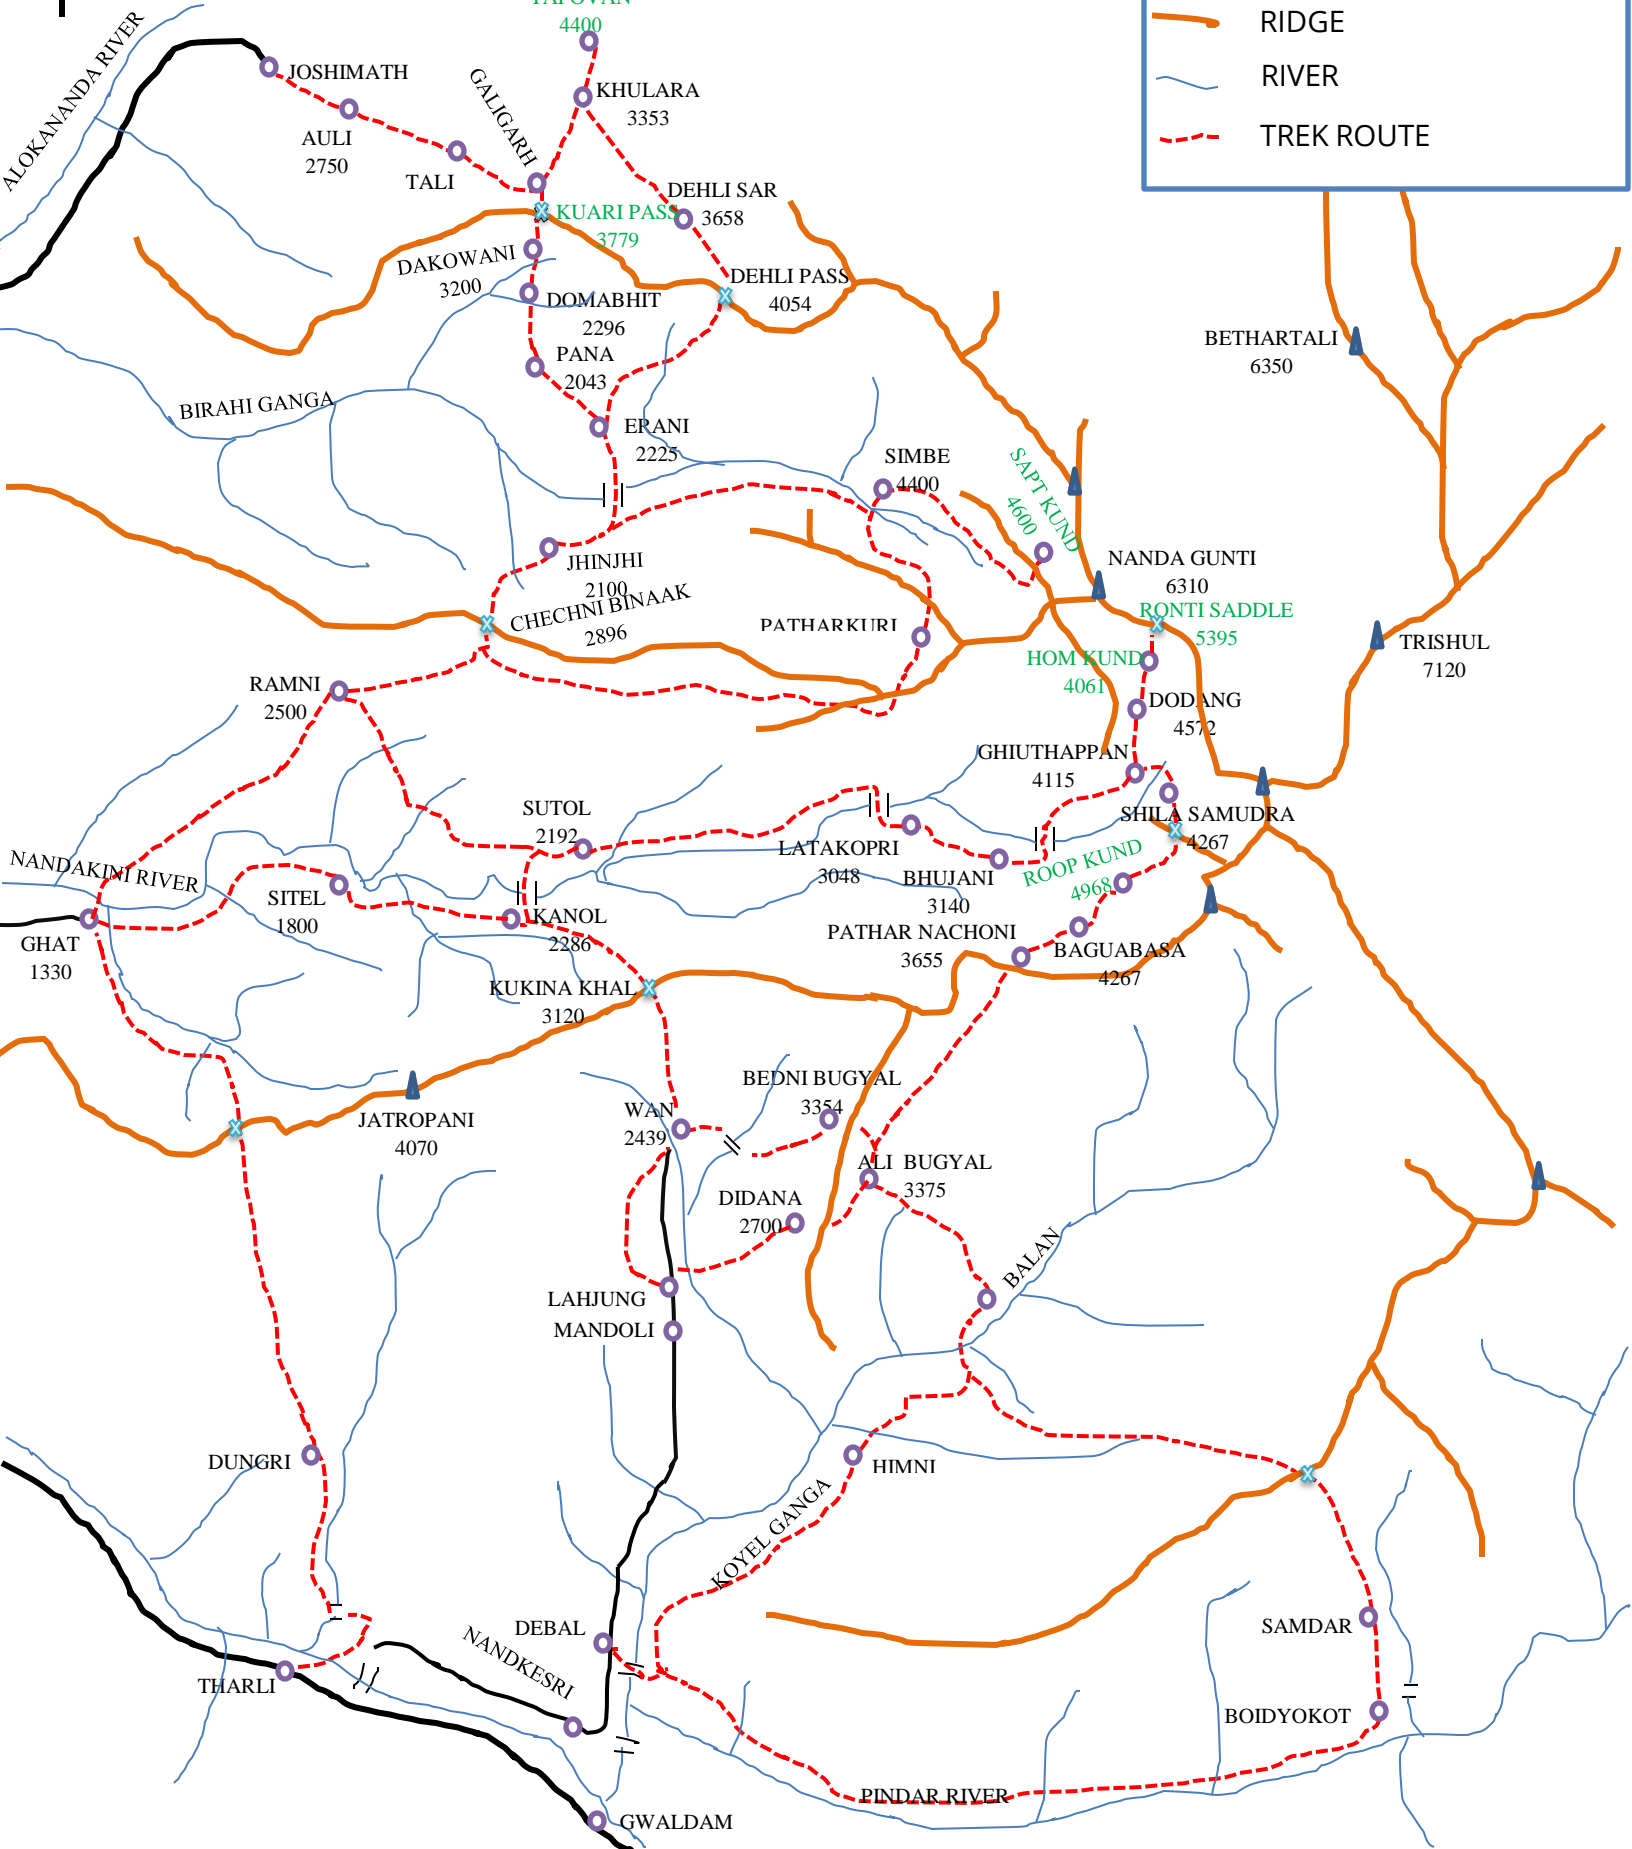 4400
RIDGE
RIVER
TREK ROUTE
ALOKANANDA RIVER
JOSHIMATH
GALIGARH
KHULARA
3353
AULI
2750
TALI
DEHLI SAR
3658
KUARI PASS
3779
DAKOWANI
3200
DEHLI PASS
4054
DOMABHIT
2296
PANA
2043
BETHARTALI
6350
BIRAHI GANGA
ERANI
2225
SIMBE
4400
SAPT KUND
4600
JHINJHI
2100
NANDA GUNTI
6310
CHECHNI BINAAK
2896
PATHARKURI
RONTI SADDLE
5395
TRISHUL
7120
HOM KUND
4061
RAMNI
2500
DODANG
4572
GHIUTHAPPAN
4115
SUTOL
2192
SHILA SAMUDRA
4267
LATAKOPRI
3048
BHUJANI
3140
ROOP KUND
4968
NANDAKINI RIVER
SITEL
1800
KANOL
2286
GHAT
1330
PATHAR NACHONI
3655
BAGUABASA
4267
KUKINA KHAL
3120
BEDNI BUGYAL
3354
JATROPANI
4070
WAN
2439
ALI BUGYAL
3375
DIDANA
2700
BALAN
LAHJUNG
MANDOLI
DUNGRI
HIMNI
KOYEL GANGA
DEBAL
NANDKESRI
SAMDAR
THARLI
BOIDYOKOT
PINDAR RIVER
GWALDAM